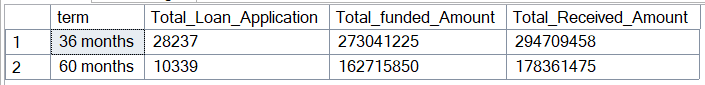 term Total_Loan_Application Total_funded_Amount Total_Received_Amount
1 36 months 28237 273041225 294709458
2 60 months 10339 162715850 178361475